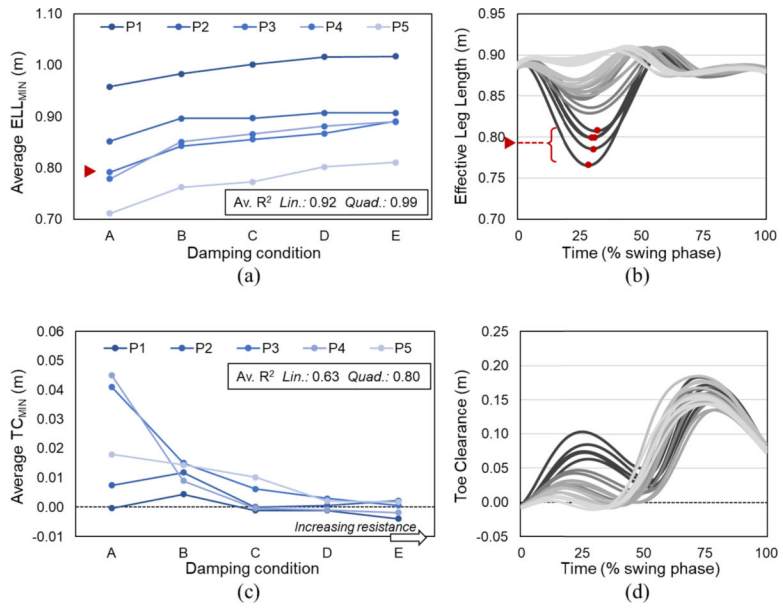 P1 P2 P3 P4 P5
1.10
1.00
0.90
0.80
0.70
Average ELL_MIN (m)
Av. R² Lin.: 0.92 Quad.: 0.99
A B C D E
Damping condition
(a)
0.95
0.90
0.85
0.80
0.75
0.70
Effective Leg Length (m)
0 25 50 75 100
Time (% swing phase)
(b)
P1 P2 P3 P4 P5
Av. R² Lin.: 0.63 Quad.: 0.80
0.06
0.05
0.04
0.03
0.02
0.01
0.00
-0.01
Average TC_MIN (m)
Increasing resistance
A B C D E
Damping condition
(c)
0.25
0.20
0.15
0.10
0.05
0.00
-0.05
Toe Clearance (m)
0 25 50 75 100
Time (% swing phase)
(d)